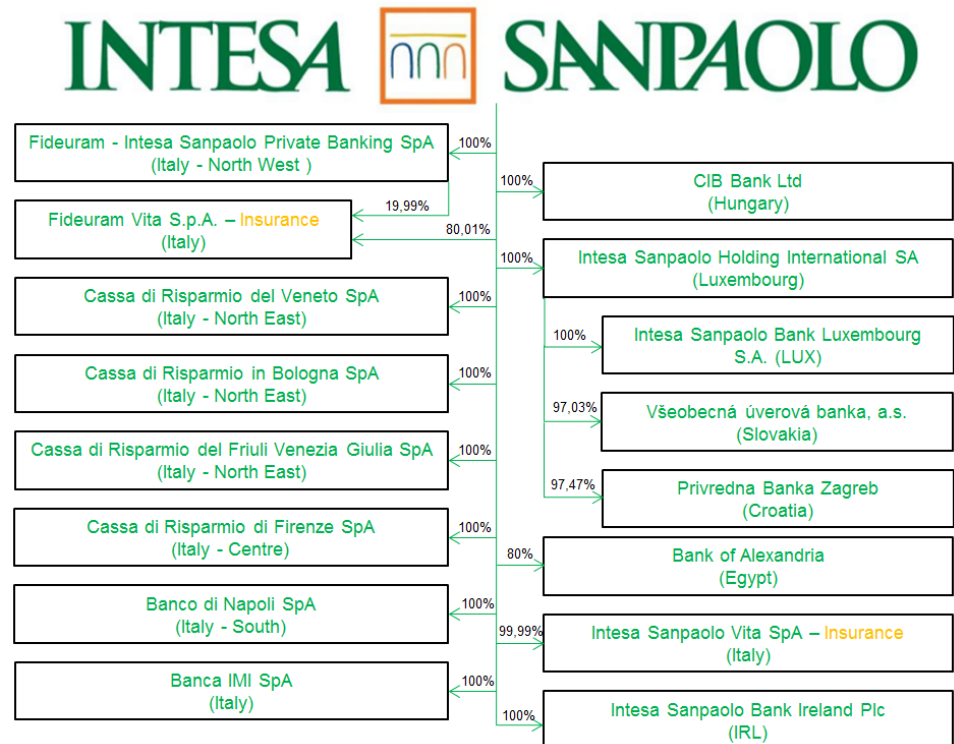 INTESA SANPAOLO
Fideuram - Intesa Sanpaolo Private Banking SpA
(Italy - North West )
100%
19,99%
Fideuram Vita S.p.A. – Insurance
(Italy)
80,01%
Cassa di Risparmio del Veneto SpA
(Italy - North East)
100%
Cassa di Risparmio in Bologna SpA
(Italy - North East)
100%
Cassa di Risparmio del Friuli Venezia Giulia SpA
(Italy - North East)
100%
Cassa di Risparmio di Firenze SpA
(Italy - Centre)
100%
Banco di Napoli SpA
(Italy - South)
100%
Banca IMI SpA
(Italy)
100%
100%
CIB Bank Ltd
(Hungary)
100%
Intesa Sanpaolo Holding International SA
(Luxembourg)
100%
Intesa Sanpaolo Bank Luxembourg
S.A. (LUX)
97,03%
Všeobecná úverová banka, a.s.
(Slovakia)
97,47%
Privredna Banka Zagreb
(Croatia)
80%
Bank of Alexandria
(Egypt)
99,99%
Intesa Sanpaolo Vita SpA – Insurance
(Italy)
100%
Intesa Sanpaolo Bank Ireland Plc
(IRL)